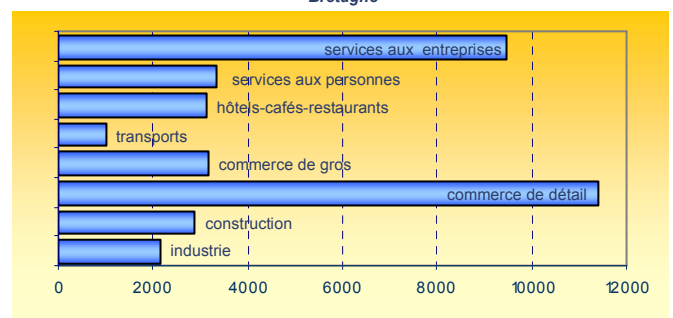 Bretagne
services aux entreprises
services aux personnes
hôtels-cafés-restaurants
transports
commerce de gros
commerce de détail
construction
industrie
0 2000 4000 6000 8000 10000 12000